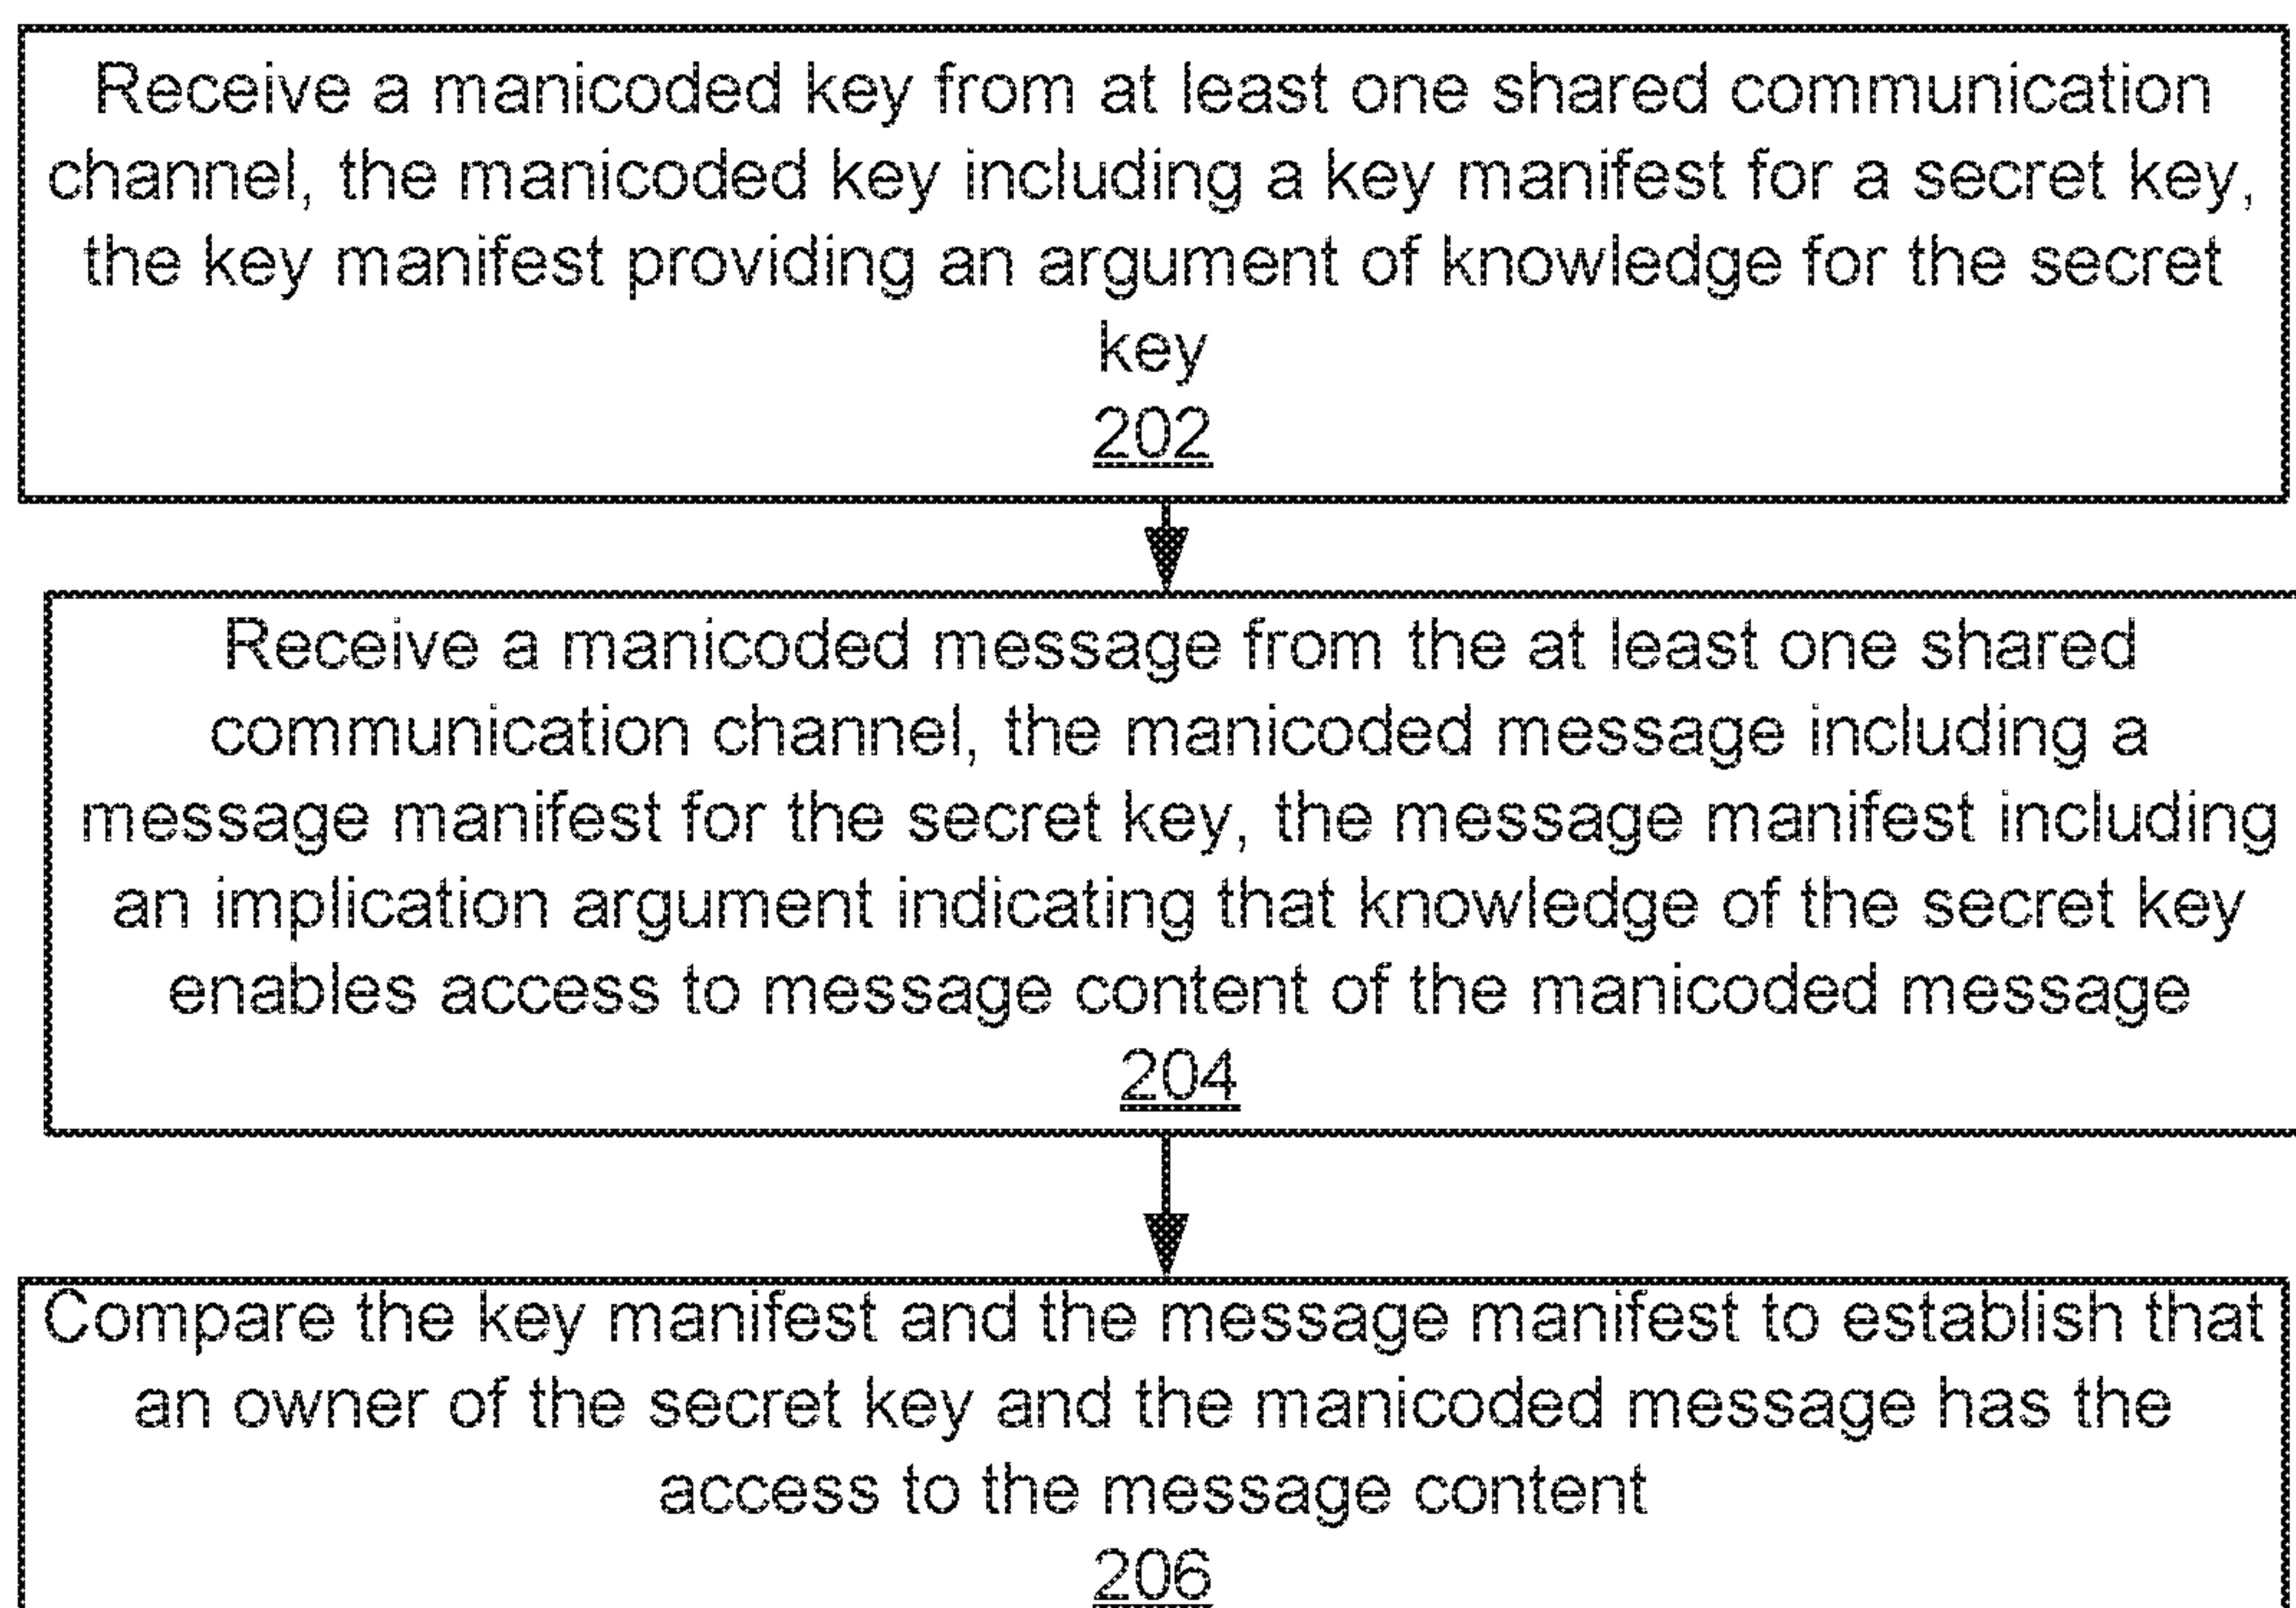 Receive a manicoded key from at least one shared communication
channel, the manicoded key including a key manifest for a secret key,
the key manifest providing an argument of knowledge for the secret
key
202
Receive a manicoded message from the at least one shared
communication channel, the manicoded message including a
message manifest for the secret key, the message manifest including
an implication argument indicating that knowledge of the secret key
enables access to message content of the manicoded message
204
Compare the key manifest and the message manifest to establish that
an owner of the secret key and the manicoded message has the
access to the message content
206